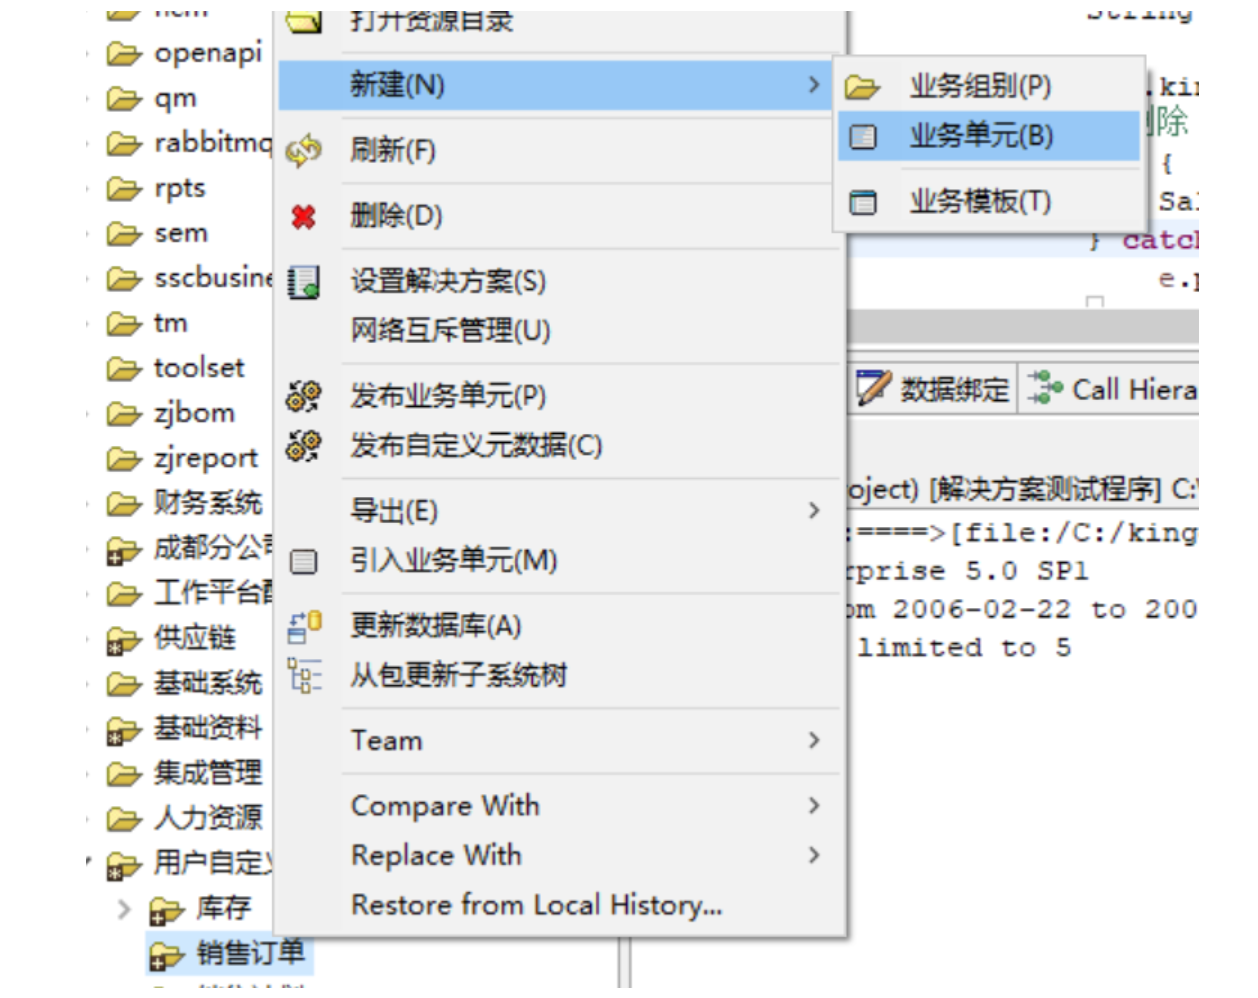 openapi
qm
rabbitmq
rpts
sem
sscbusine
tm
toolset
zjbom
zjreport
财务系统
成都分公司
工作平台配
供应链
基础系统
基础资料
集成管理
人力资源
用户自定义
库存
销售订单
打开资源目录
新建(N)
刷新(F)
删除(D)
设置解决方案(S)
网络互斥管理(U)
发布业务单元(P)
发布自定义元数据(C)
导出(E)
引入业务单元(M)
更新数据库(A)
从包更新子系统树
Team
Compare With
Replace With
Restore from Local History...
业务组别(P)
业务单元(B)
业务模板(T)
String
.kin
删除
{
Sal
} catch
e.p
数据绑定
Call Hiera
oject) [解决方案测试程序] C:\
:====>[file:/C:/king
rprise 5.0 SP1
om 2006-02-22 to 200
limited to 5